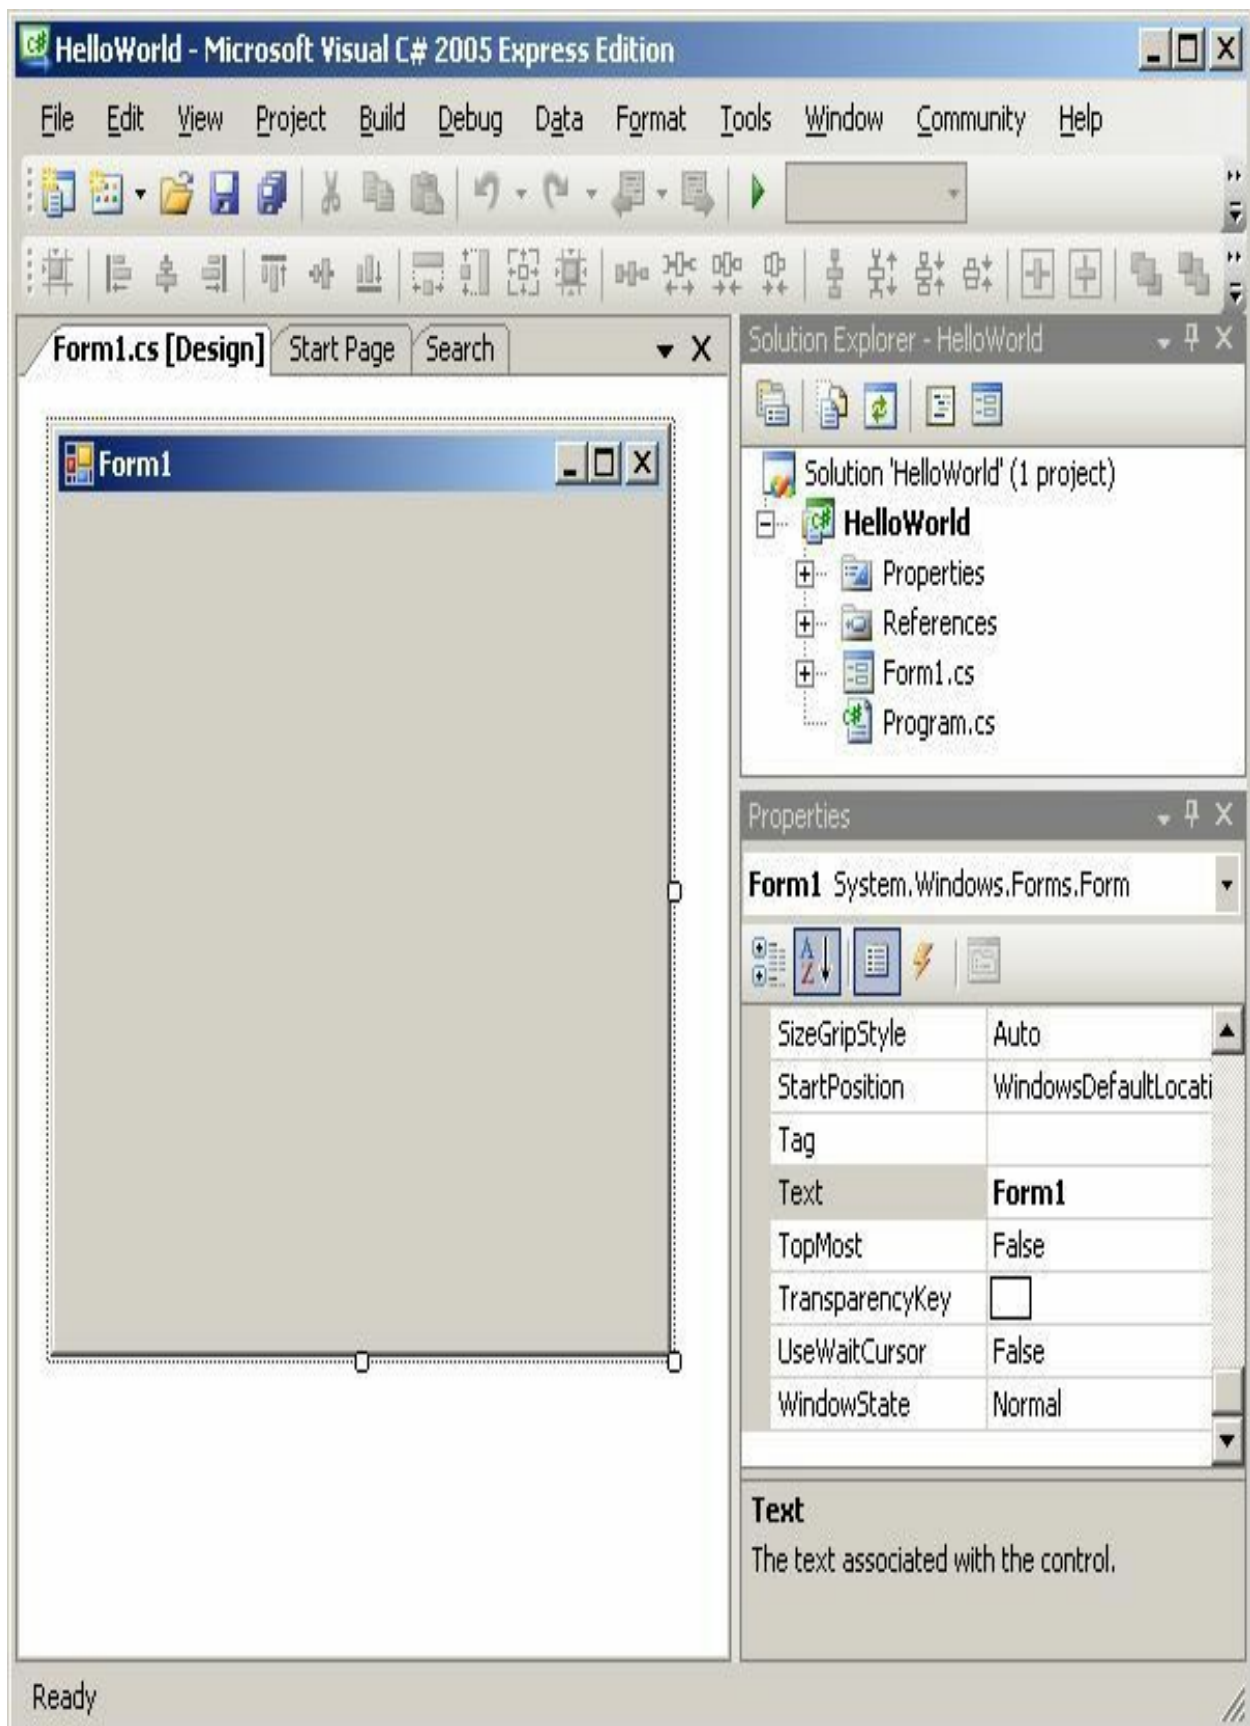 HelloWorld - Microsoft Visual C# 2005 Express Edition
File Edit View Project Build Debug Data Format Tools Window Community Help
Form1.cs [Design] Start Page Search
Form1
Solution Explorer - HelloWorld
Solution 'HelloWorld' (1 project)
HelloWorld
Properties
References
Form1.cs
Program.cs
Properties
Form1 System.Windows.Forms.Form
SizeGripStyle Auto
StartPosition WindowsDefaultLocati
Tag
Text Form1
TopMost False
TransparencyKey
UseWaitCursor False
WindowState Normal
Text
The text associated with the control.
Ready